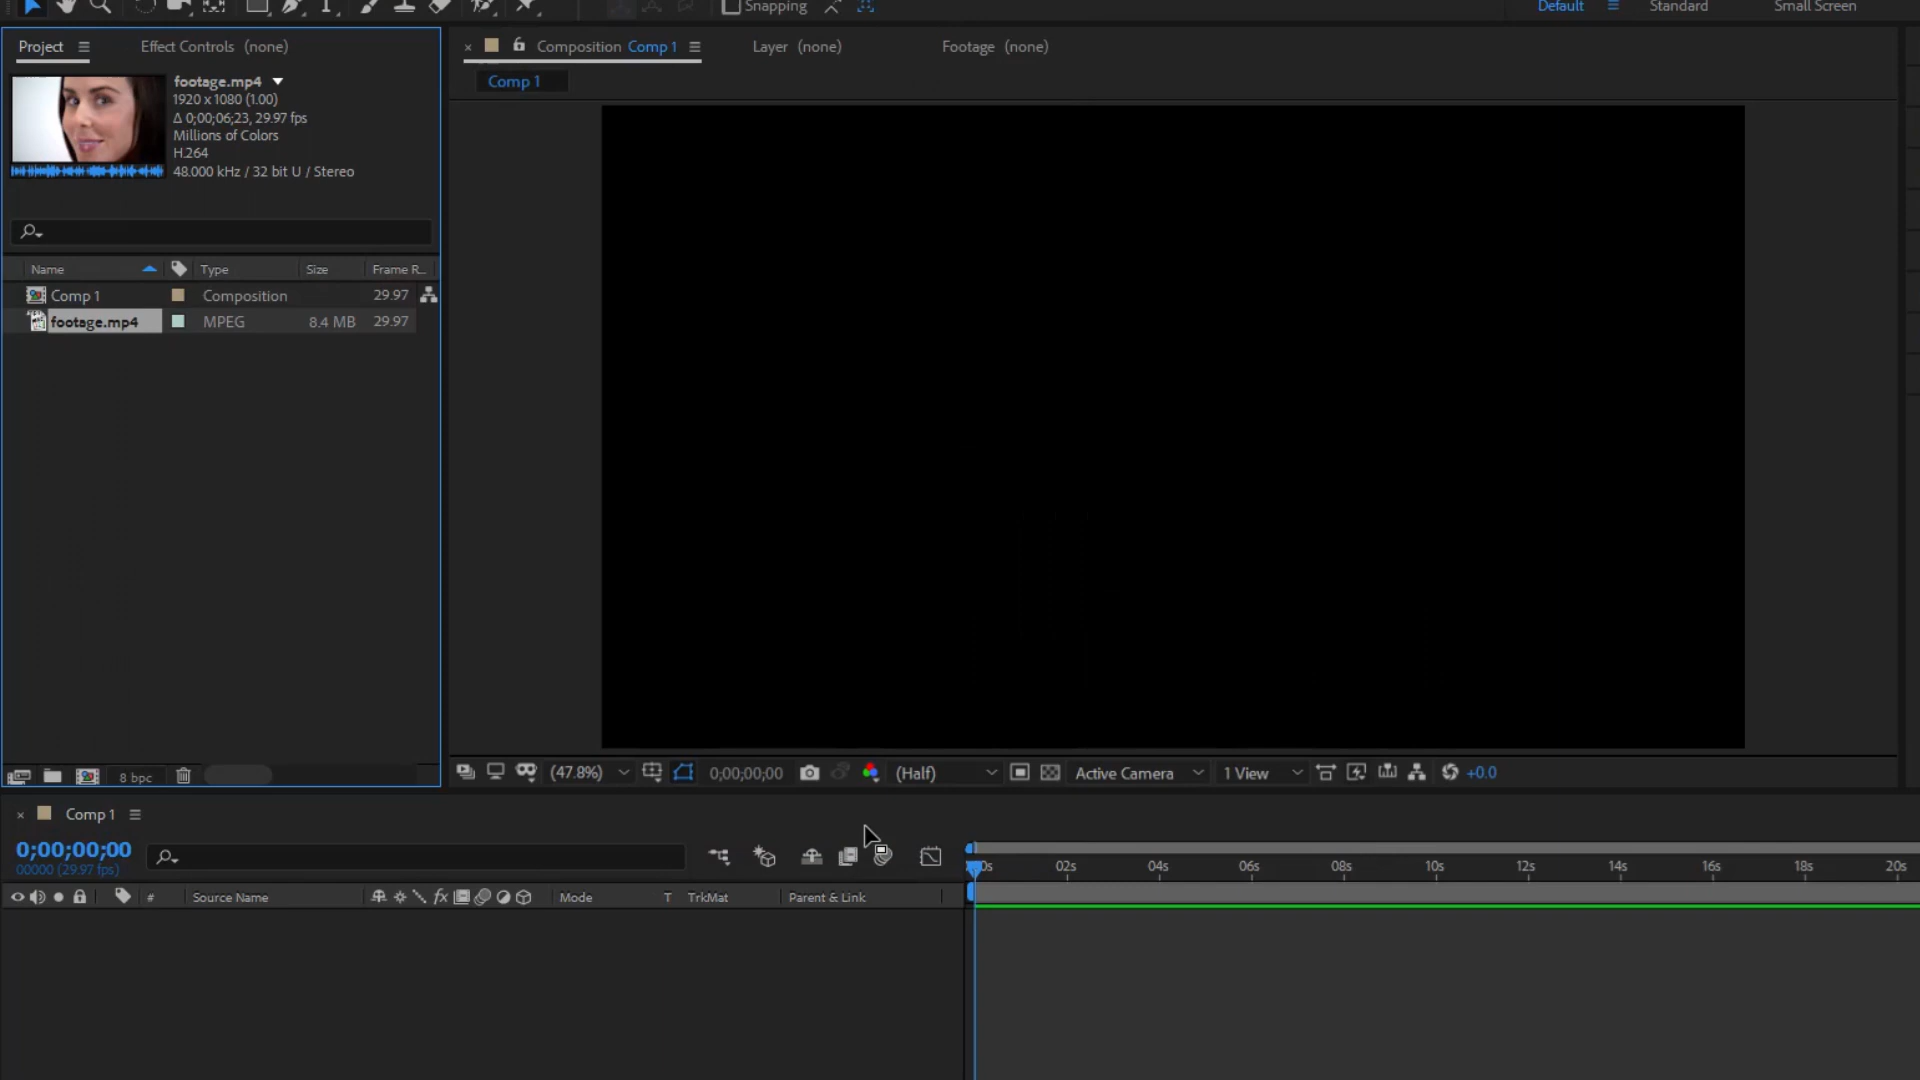 Snapping
Default
Standard
Small Screen
Project
Effect Controls (none)
footage.mp4
1920 x 1080 (1.00)
Δ 0;00;06;23, 29.97 fps
Millions of Colors
H.264
48.000 kHz / 32 bit U / Stereo
Composition Comp 1
Layer (none)
Footage (none)
Comp 1
Name
Type
Size
Frame R...
Comp 1
Composition
29.97
footage.mp4
MPEG
8.4 MB
29.97
8 bpc
(47.8%)
0;00;00;00
(Half)
Active Camera
1 View
+0.0
Comp 1
0;00;00;00
00000 (29.97 fps)
0s 02s 04s 06s 08s 10s 12s 14s 16s 18s 20s
#
Source Name
fx
Mode
T
TrkMat
Parent & Link